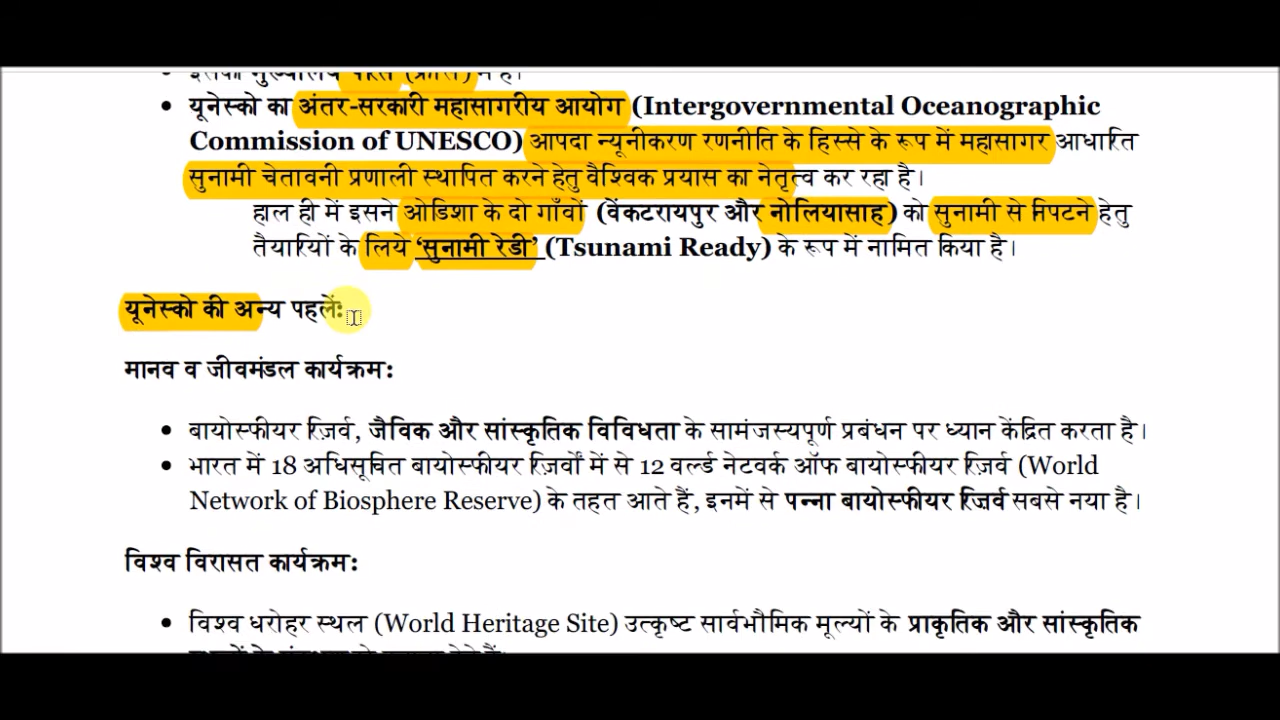 इसका मुख्यालय पेरिस (फ्रांस) में है।
यूनेस्को का अंतर-सरकारी महासागरीय आयोग (Intergovernmental Oceanographic
Commission of UNESCO) आपदा न्यूनीकरण रणनीति के हिस्से के रूप में महासागर आधारित
सुनामी चेतावनी प्रणाली स्थापित करने हेतु वैश्विक प्रयास का नेतृत्व कर रहा है।
हाल ही में इसने ओडिशा के दो गाँवों (वेंकटरायपुर और नोलियासाह) को सुनामी से निपटने हेतु
तैयारियों के लिये ‘सुनामी रेडी’ (Tsunami Ready) के रूप में नामित किया है।
यूनेस्को की अन्य पहलें:
मानव व जीवमंडल कार्यक्रम:
बायोस्फीयर रिज़र्व, जैविक और सांस्कृतिक विविधता के सामंजस्यपूर्ण प्रबंधन पर ध्यान केंद्रित करता है।
भारत में 18 अधिसूचित बायोस्फीयर रिज़र्वों में से 12 वर्ल्ड नेटवर्क ऑफ बायोस्फीयर रिज़र्व (World
Network of Biosphere Reserve) के तहत आते हैं, इनमें से पन्ना बायोस्फीयर रिज़र्व सबसे नया है।
विश्व विरासत कार्यक्रम:
विश्व धरोहर स्थल (World Heritage Site) उत्कृष्ट सार्वभौमिक मूल्यों के प्राकृतिक और सांस्कृतिक